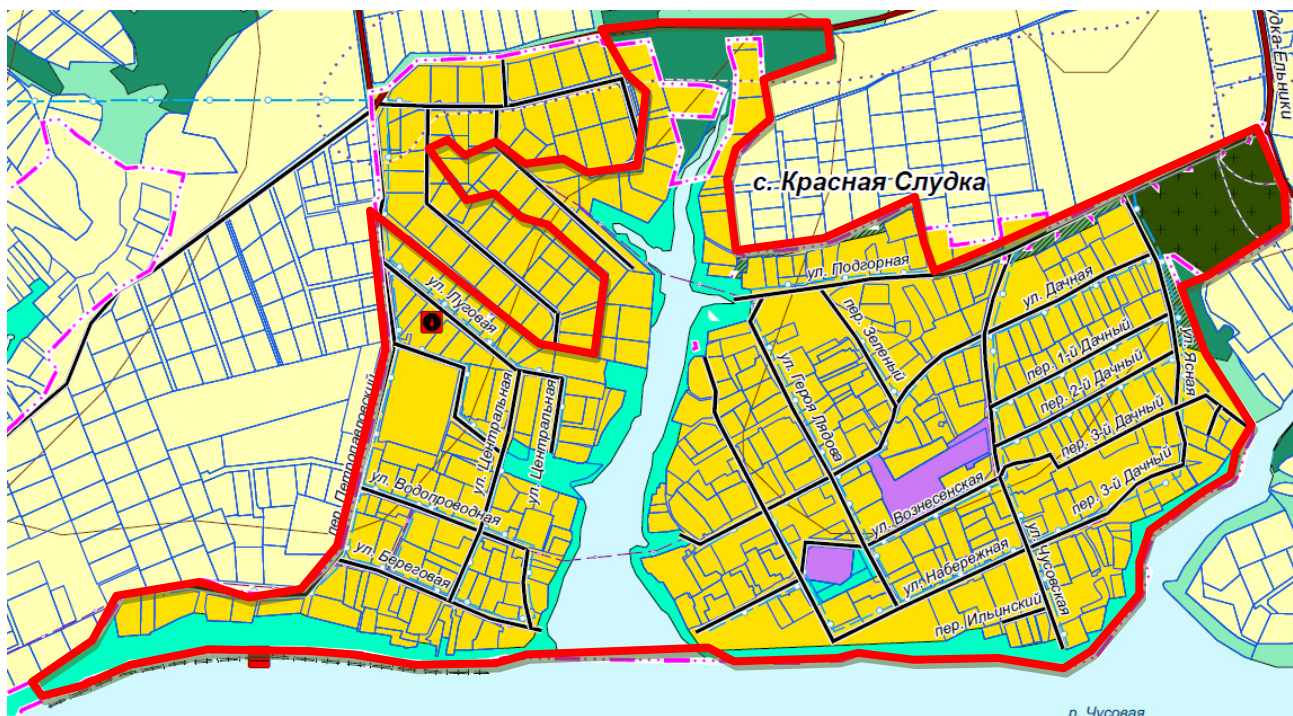 дка-Ельники
с. Красная Слудка
ул. Подгорная
ул. Дачная
пер. Зеленый
ул. Луговая
пер. 1-й Дачный
ул. Ясная
пер. 2-й Дачный
ул. Героя Лядова
пер. 3-й Дачный
пер. Петропавловский
ул. Центральная
ул. Центральная
ул. Водопроводная
ул. Вознесенская
пер. 3-й Дачный
ул. Береговая
ул. Набережная
ул. Чусовская
пер. Ильинский
р. Чусовая